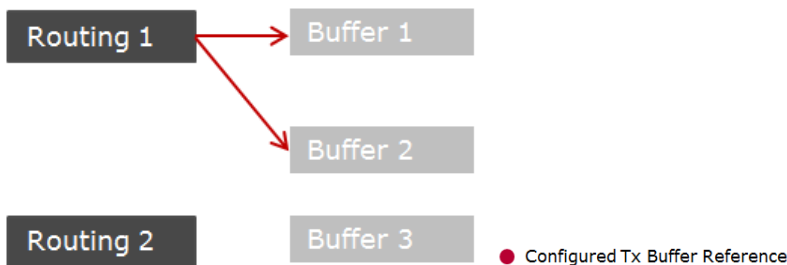 Routing 1
Buffer 1
Buffer 2
Routing 2
Buffer 3
Configured Tx Buffer Reference